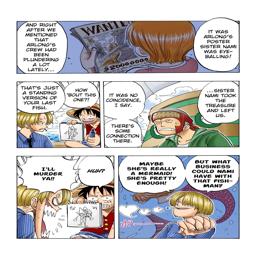 AND RIGHT
AFTER WE
MENTIONED
THAT
ARLONG'S
CREW HAD
BEEN
PLUNDERING
A LOT
LATELY...
WANTED
IT WAS
ARLONG'S
POSTER
SISTER NAMI
WAS EYE-
BALLING!
THAT'S JUST
A STANDING
VERSION OF
YOUR LAST
FISH.
HOW
'BOUT THIS
ONE?!
IT WAS NO
COINCIDENCE,
I SAY.
THERE'S
SOME
CONNECTION
THERE.
...SISTER
NAMI TOOK
THE
TREASURE
AND LEFT
US.
I'LL
MURDER
YA!!
HUH?
MAYBE
SHE'S REALLY
A MERMAID!
SHE'S PRETTY
ENOUGH!
BUT WHAT
BUSINESS
COULD NAMI
HAVE WITH
THAT FISH-
MAN?